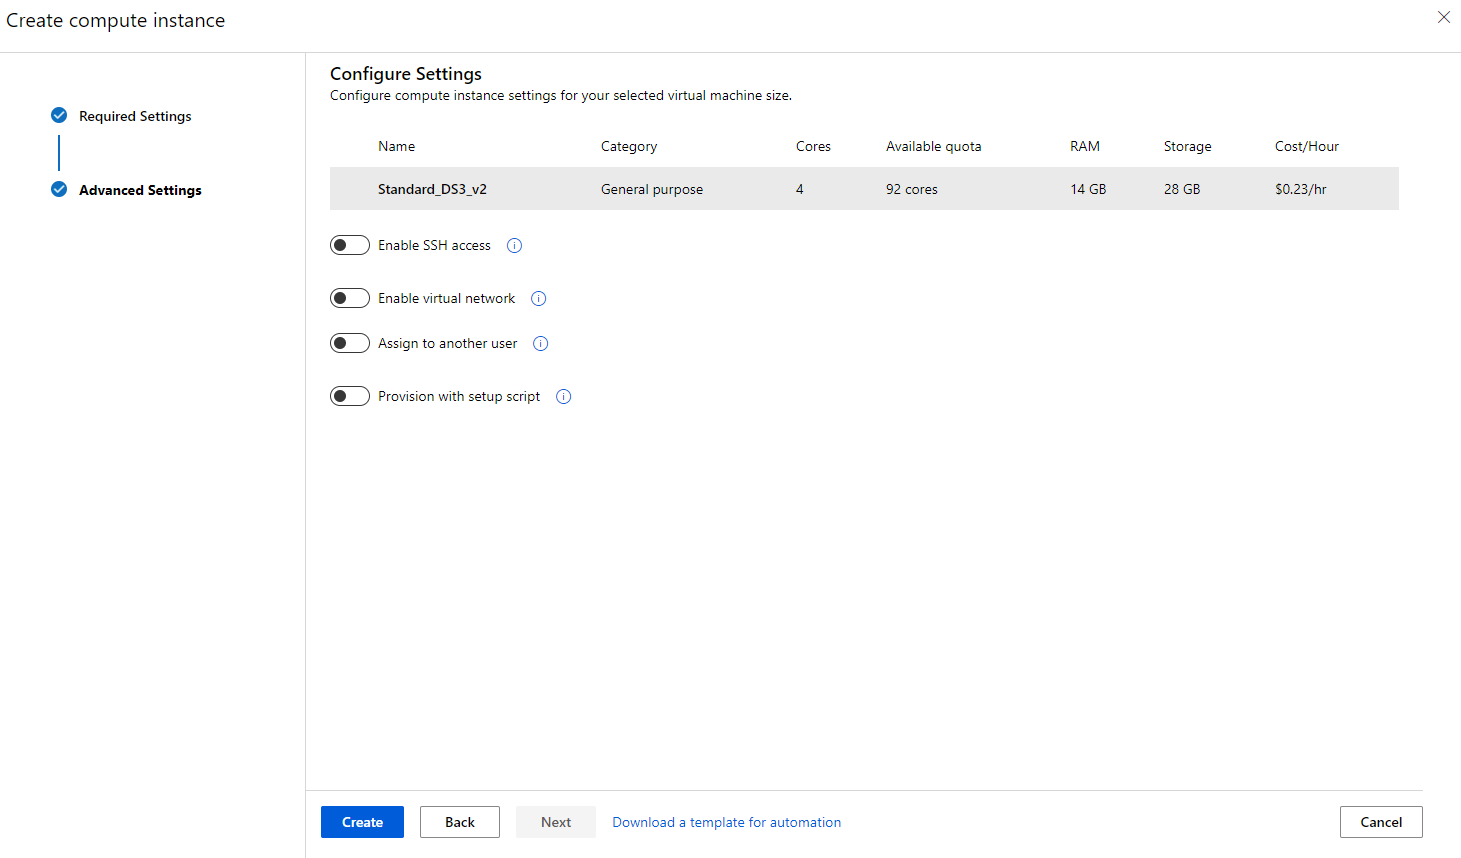 Create compute instance
Required Settings
Advanced Settings
Configure Settings
Configure compute instance settings for your selected virtual machine size.
Name Category Cores Available quota RAM Storage Cost/Hour
Standard_DS3_v2 General purpose 4 92 cores 14 GB 28 GB $0.23/hr
Enable SSH access
Enable virtual network
Assign to another user
Provision with setup script
Create Back Next Download a template for automation Cancel